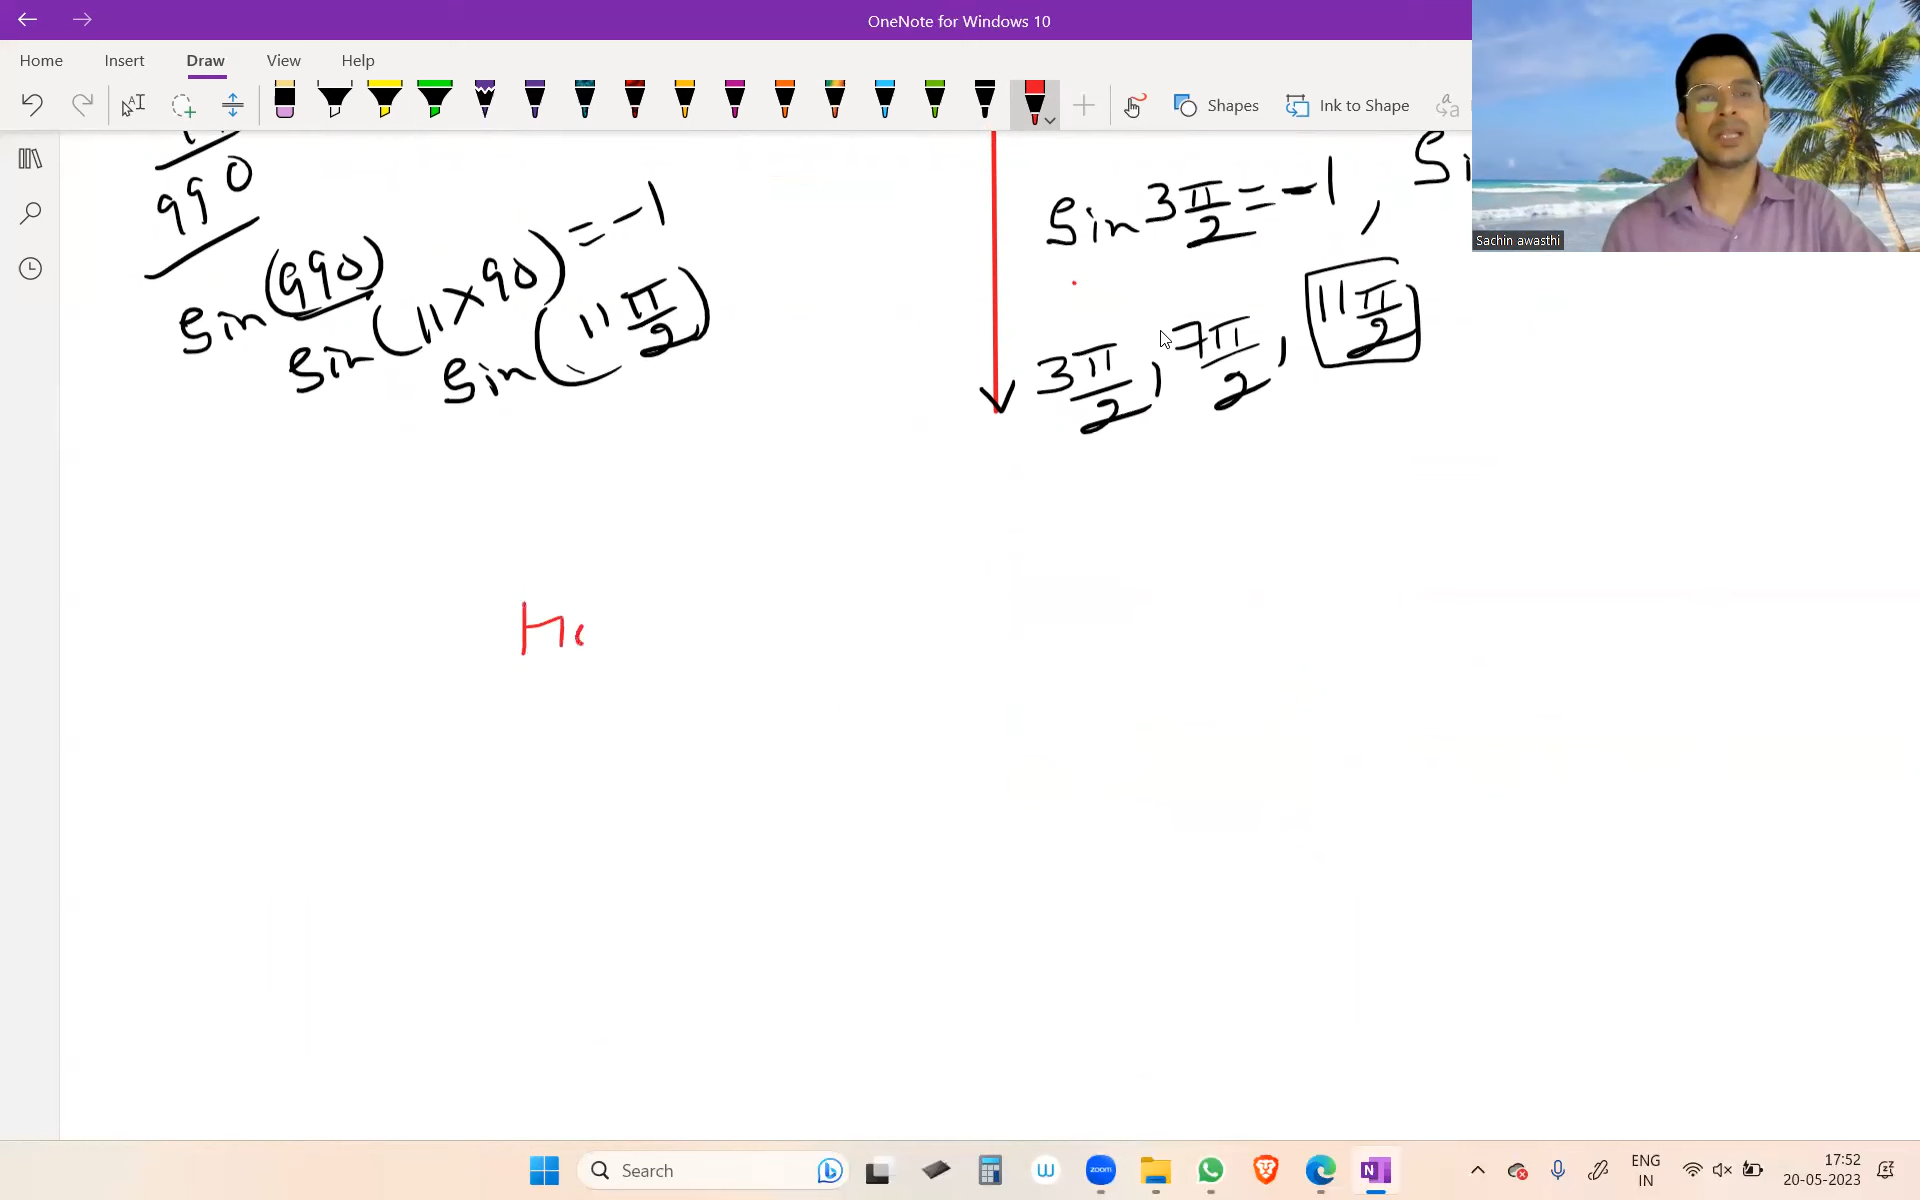 OneNote for Windows 10
Home Insert Draw View Help
Shapes Ink to Shape
990
sin(990)
sin(11×90) = -1
sin(11π/2)
sin 3π/2 = -1 ,
3π/2 , 7π/2 , 11π/2
Sachin awasthi
Search
zoom
ENG
IN
17:52
20-05-2023